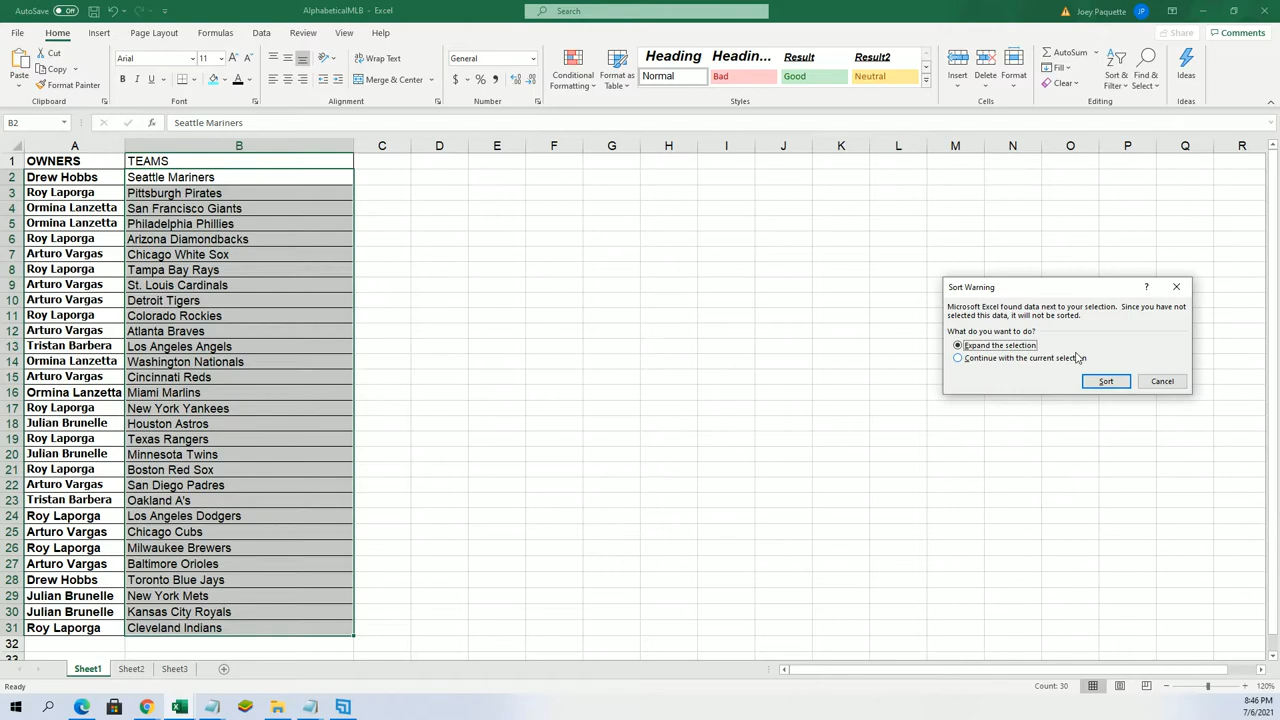 AutoSave Off AlphabeticalMLB - Excel Search Joey Paquette JP
File Home Insert Page Layout Formulas Data Review View Help Share Comments
Cut Copy Format Painter Paste Clipboard
Arial 11 B I U A Font
Wrap Text Merge & Center Alignment
General $ % Number
Conditional Formatting Format as Table
Heading Headin... Result Result2
Normal Bad Good Neutral
Styles
Insert Delete Format Cells
AutoSum Fill Clear Sort & Filter Find & Select Editing
Ideas Ideas
B2 fx Seattle Mariners
A B C D E F G H I J K L M N O P Q R
1 OWNERS TEAMS
2 Drew Hobbs Seattle Mariners
3 Roy Laporga Pittsburgh Pirates
4 Ormina Lanzetta San Francisco Giants
5 Ormina Lanzetta Philadelphia Phillies
6 Roy Laporga Arizona Diamondbacks
7 Arturo Vargas Chicago White Sox
8 Roy Laporga Tampa Bay Rays
9 Arturo Vargas St. Louis Cardinals
10 Arturo Vargas Detroit Tigers
11 Roy Laporga Colorado Rockies
12 Arturo Vargas Atlanta Braves
13 Tristan Barbera Los Angeles Angels
14 Ormina Lanzetta Washington Nationals
15 Arturo Vargas Cincinnati Reds
16 Ormina Lanzetta Miami Marlins
17 Roy Laporga New York Yankees
18 Julian Brunelle Houston Astros
19 Roy Laporga Texas Rangers
20 Julian Brunelle Minnesota Twins
21 Roy Laporga Boston Red Sox
22 Arturo Vargas San Diego Padres
23 Tristan Barbera Oakland A's
24 Roy Laporga Los Angeles Dodgers
25 Arturo Vargas Chicago Cubs
26 Roy Laporga Milwaukee Brewers
27 Arturo Vargas Baltimore Orioles
28 Drew Hobbs Toronto Blue Jays
29 Julian Brunelle New York Mets
30 Julian Brunelle Kansas City Royals
31 Roy Laporga Cleveland Indians
32
33
Sort Warning ?
Microsoft Excel found data next to your selection. Since you have not
selected this data, it will not be sorted.
What do you want to do?
Expand the selection
Continue with the current selection
Sort Cancel
Sheet1 Sheet2 Sheet3
Ready Count: 30 120%
8:46 PM
7/6/2021